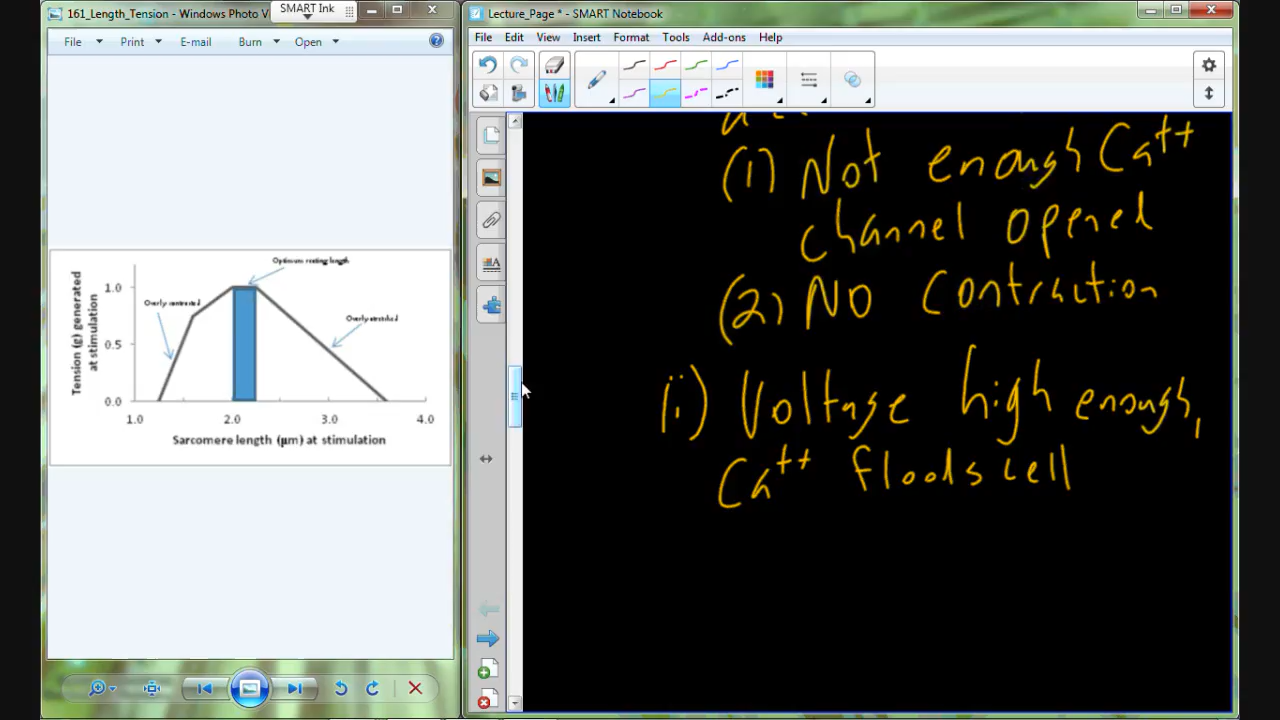 161_Length_Tension - Windows Photo V
SMART Ink
File Print E-mail Burn Open
Optimum resting length
1.0
Overly contracted
Overly stretched
Tension (g) generated
at stimulation
0.5
0.0
1.0 2.0 3.0 4.0
Sarcomere length (μm) at stimulation
Lecture_Page * - SMART Notebook
File Edit View Insert Format Tools Add-ons Help
(1) Not enough Ca++
channel opened
(2) NO Contraction
ii) Voltage high enough,
Ca++ floods cell